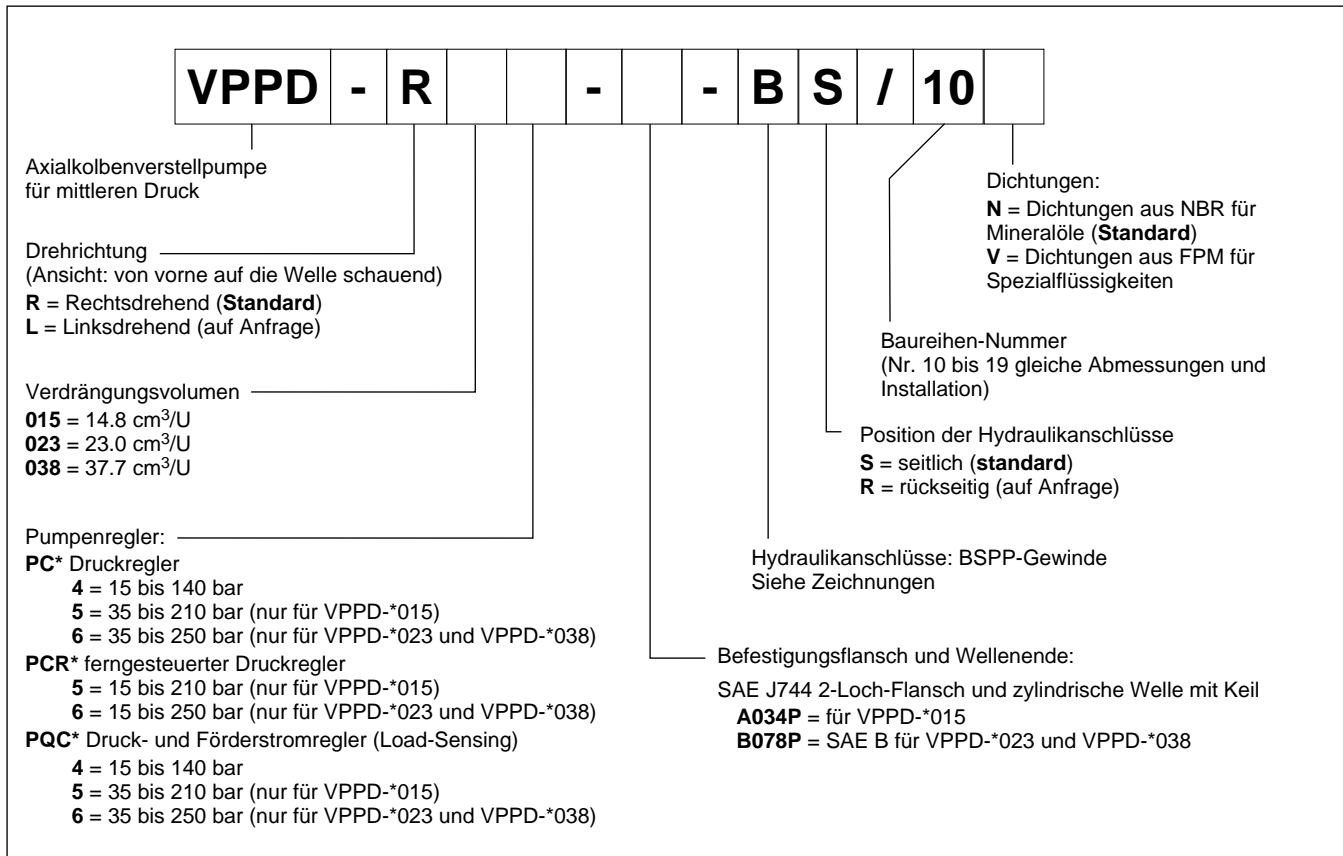 VPPD - R - - B S / 10
Axialkolbenverstellpumpe
für mittleren Druck
Drehrichtung
(Ansicht: von vorne auf die Welle schauend)
R = Rechtsdrehend (Standard)
L = Linksdrehend (auf Anfrage)
Verdrängungsvolumen
015 = 14.8 cm³/U
023 = 23.0 cm³/U
038 = 37.7 cm³/U
Pumpenregler:
PC* Druckregler
4 = 15 bis 140 bar
5 = 35 bis 210 bar (nur für VPPD-*015)
6 = 35 bis 250 bar (nur für VPPD-*023 und VPPD-*038)
PCR* ferngesteuerter Druckregler
5 = 15 bis 210 bar (nur für VPPD-*015)
6 = 15 bis 250 bar (nur für VPPD-*023 und VPPD-*038)
PQC* Druck- und Förderstromregler (Load-Sensing)
4 = 15 bis 140 bar
5 = 35 bis 210 bar (nur für VPPD-*015)
6 = 35 bis 250 bar (nur für VPPD-*023 und VPPD-*038)
Dichtungen:
N = Dichtungen aus NBR für
Mineralöle (Standard)
V = Dichtungen aus FPM für
Spezialflüssigkeiten
Baureihen-Nummer
(Nr. 10 bis 19 gleiche Abmessungen und
Installation)
Position der Hydraulikanschlüsse
S = seitlich (standard)
R = rückseitig (auf Anfrage)
Hydraulikanschlüsse: BSPP-Gewinde
Siehe Zeichnungen
Befestigungsflansch und Wellenende:
SAE J744 2-Loch-Flansch und zylindrische Welle mit Keil
A034P = für VPPD-*015
B078P = SAE B für VPPD-*023 und VPPD-*038